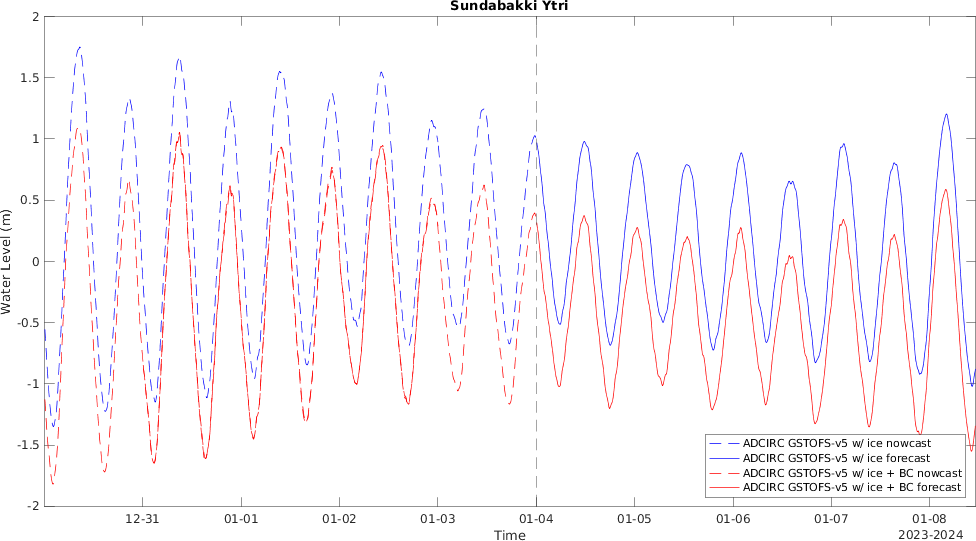 Sundabakki Ytri
2
1.5
1
0.5
0
-0.5
-1
-1.5
-2
Water Level (m)
12-31
01-01
01-02
01-03
01-04
01-05
01-06
01-07
01-08
Time
2023-2024
ADCIRC GSTOFS-v5 w/ ice nowcast
ADCIRC GSTOFS-v5 w/ ice forecast
ADCIRC GSTOFS-v5 w/ ice + BC nowcast
ADCIRC GSTOFS-v5 w/ ice + BC forecast